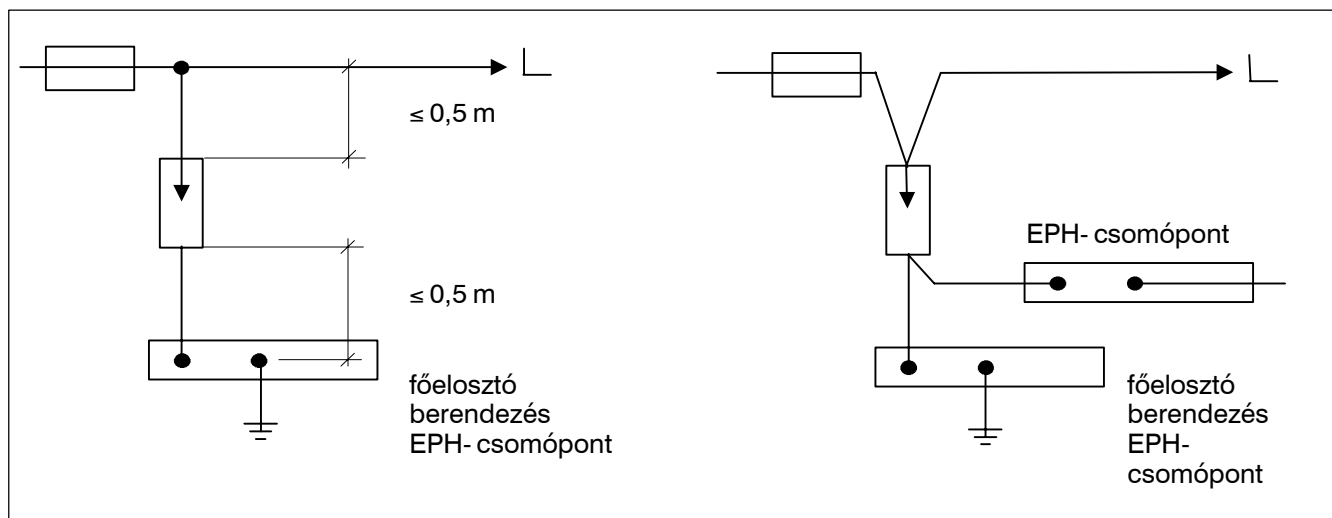 L
≤ 0,5 m
≤ 0,5 m
főelosztó
berendezés
EPH- csomópont
L
EPH- csomópont
főelosztó
berendezés
EPH-
csomópont